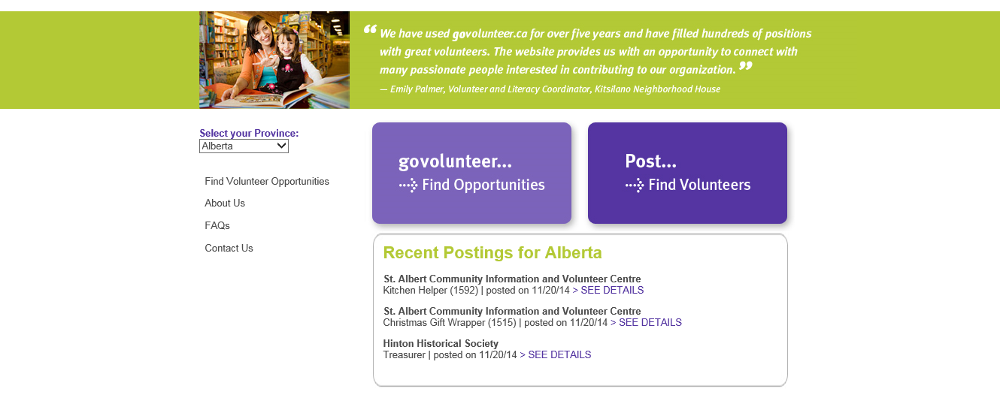 “ We have used govolunteer.ca for over five years and have filled hundreds of positions
with great volunteers. The website provides us with an opportunity to connect with
many passionate people interested in contributing to our organization. ”
— Emily Palmer, Volunteer and Literacy Coordinator, Kitsilano Neighborhood House
Select your Province:
Alberta
Find Volunteer Opportunities
About Us
FAQs
Contact Us
govolunteer...
Find Opportunities
Post...
Find Volunteers
Recent Postings for Alberta
St. Albert Community Information and Volunteer Centre
Kitchen Helper (1592) | posted on 11/20/14 > SEE DETAILS
St. Albert Community Information and Volunteer Centre
Christmas Gift Wrapper (1515) | posted on 11/20/14 > SEE DETAILS
Hinton Historical Society
Treasurer | posted on 11/20/14 > SEE DETAILS